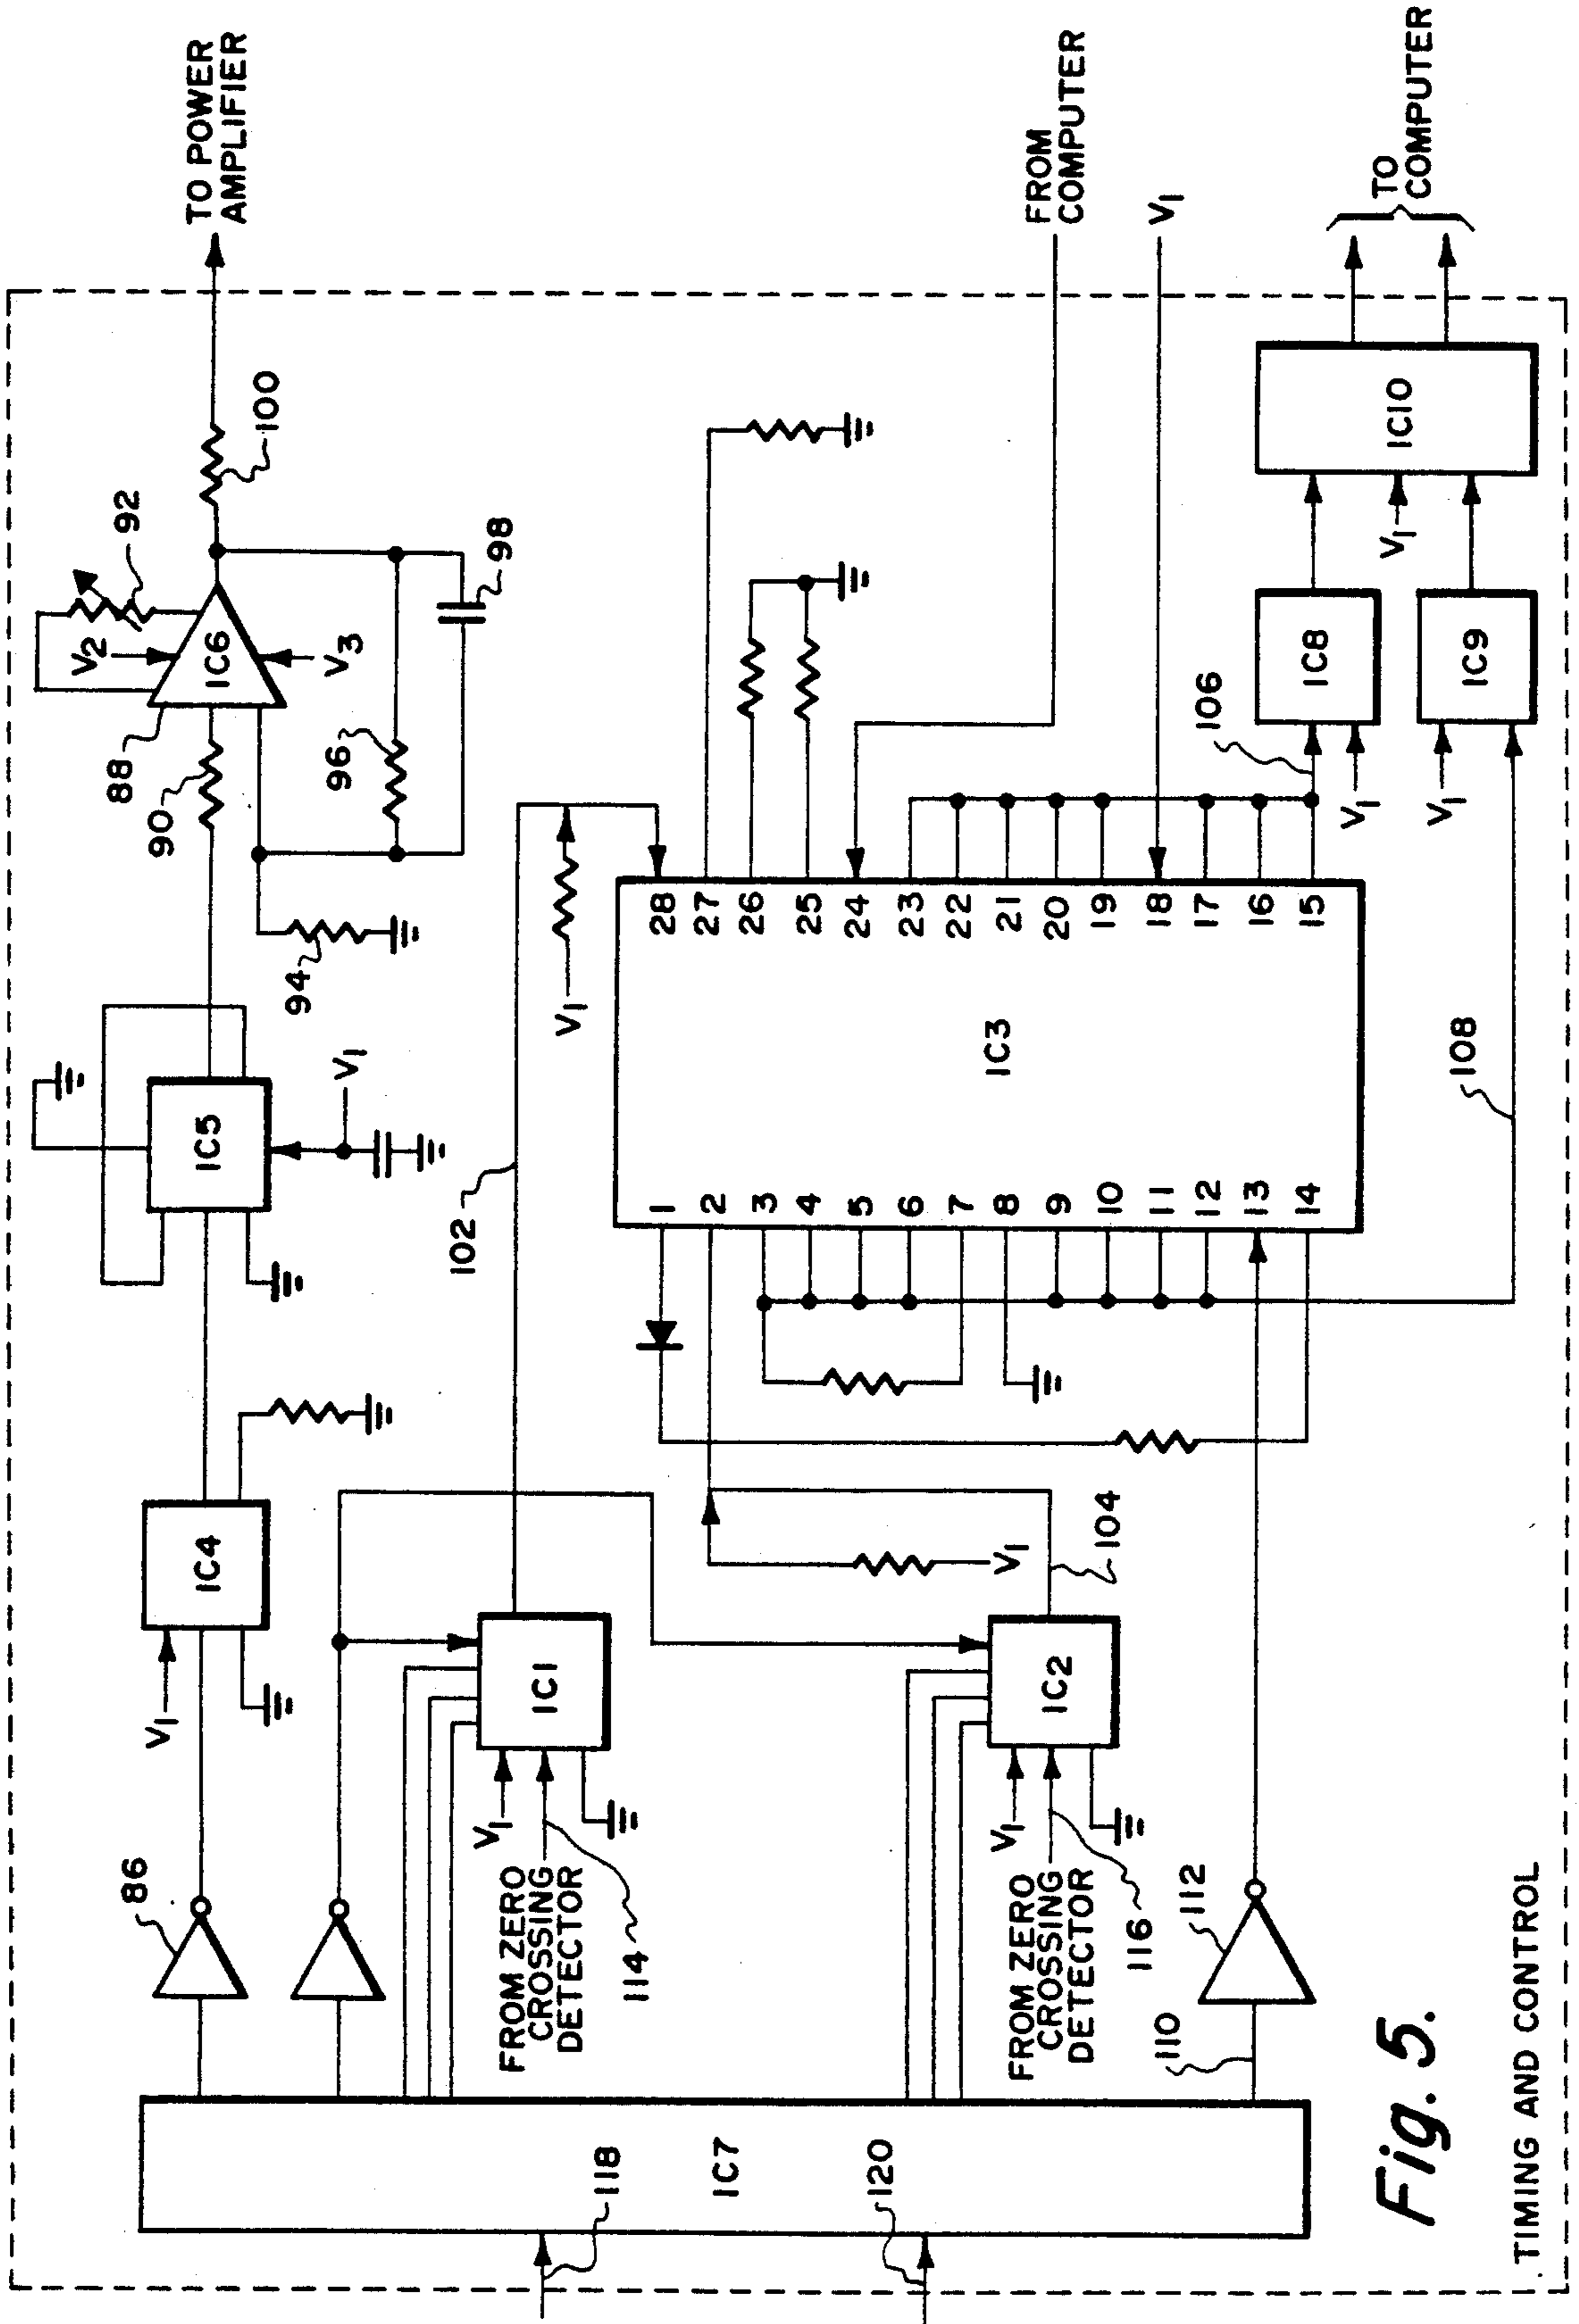 TO POWER
AMPLIFIER
100
92
V2
88
IC6
V3
98
90
96
94
IC5
V1
IC4
V1
86
102
V1
FROM
COMPUTER
V1
28
27
26
25
24
23
22
21
20
19
18
17
16
15
IC3
1
2
3
4
5
6
7
8
9
10
11
12
13
14
106
IC8
V1
IC9
V1
IC10
V1
TO
COMPUTER
108
104
V1
IC1
V1
FROM ZERO
CROSSING
DETECTOR
114
IC2
V1
FROM ZERO
CROSSING
DETECTOR
116
112
110
118
IC7
120
Fig. 5.
TIMING AND CONTROL